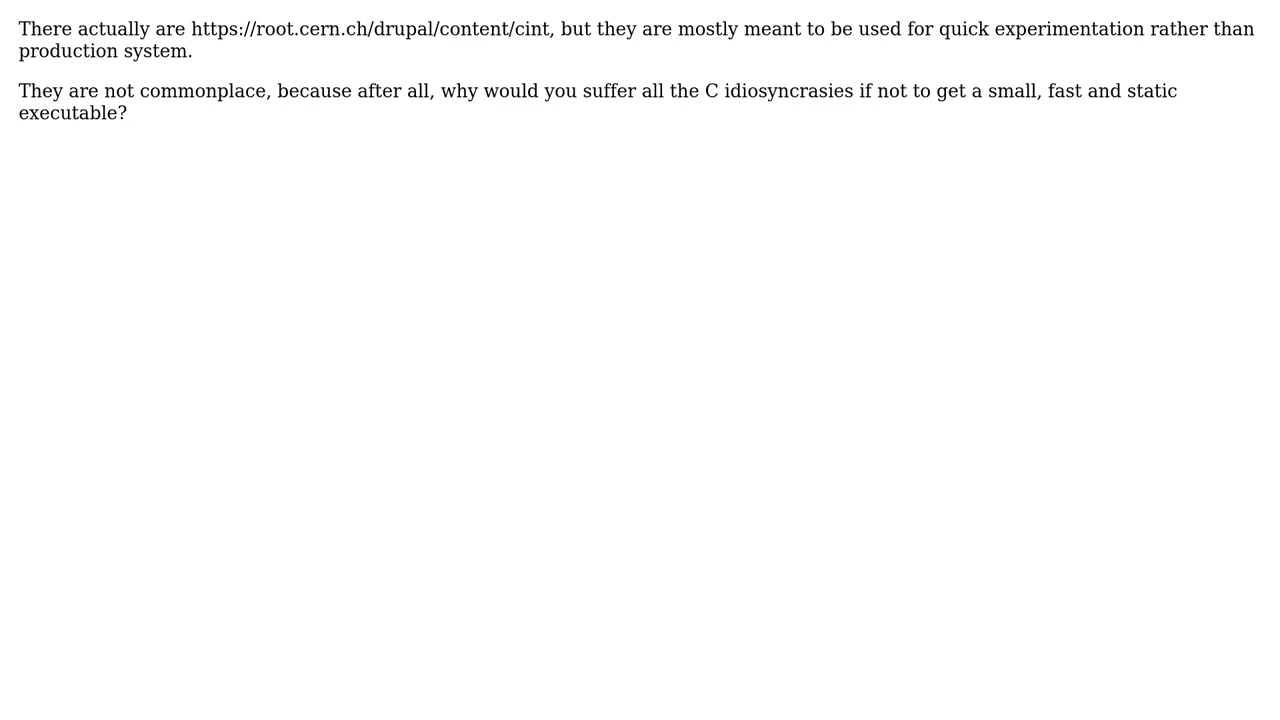 There actually are https://root.cern.ch/drupal/content/cint, but they are mostly meant to be used for quick experimentation rather than
production system.
They are not commonplace, because after all, why would you suffer all the C idiosyncrasies if not to get a small, fast and static
executable?